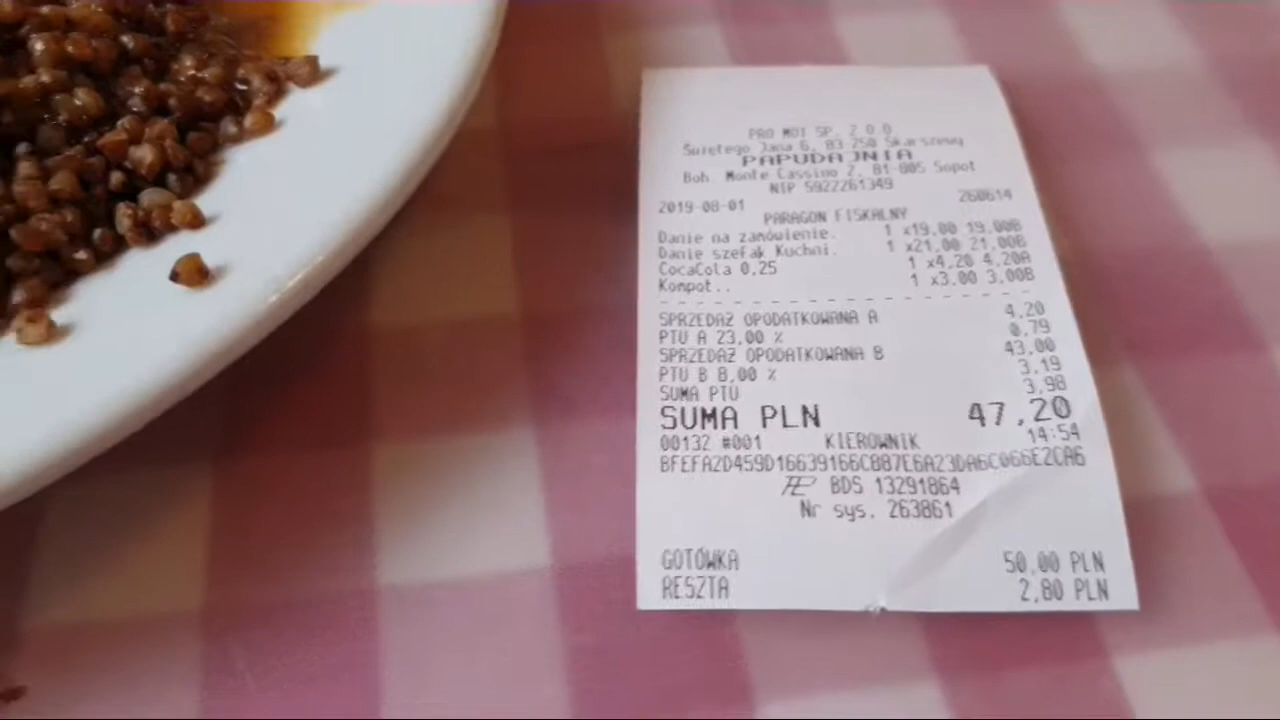 PRO MOT SP. Z O.O.
Świętego Jana 6, 83-250 Skarszewy
PAPUDAJNIA
Boh. Monte Cassino 2, 81-805 Sopot
NIP 5922261349
2019-08-01 260614
PARAGON FISKALNY
Danie na zamówienie. 1 x19,00 19,00B
Danie szefa Kuchni. 1 x21,00 21,00B
CocaCola 0,25 1 x4,20 4,20A
Kompot.. 1 x3,00 3,00B
SPRZEDAŻ OPODATKOWANA A 4,20
PTU A 23,00 % 0,79
SPRZEDAŻ OPODATKOWANA B 43,00
PTU B 8,00 % 3,19
SUMA PTU 3,98
SUMA PLN 47,20
00132 #001 KIEROWNIK 14:54
BFEFA2D459D16639166C887E6A23DA6C066E2CA6
BDS 13291864
Nr sys. 263861
GOTÓWKA 50,00 PLN
RESZTA 2,80 PLN